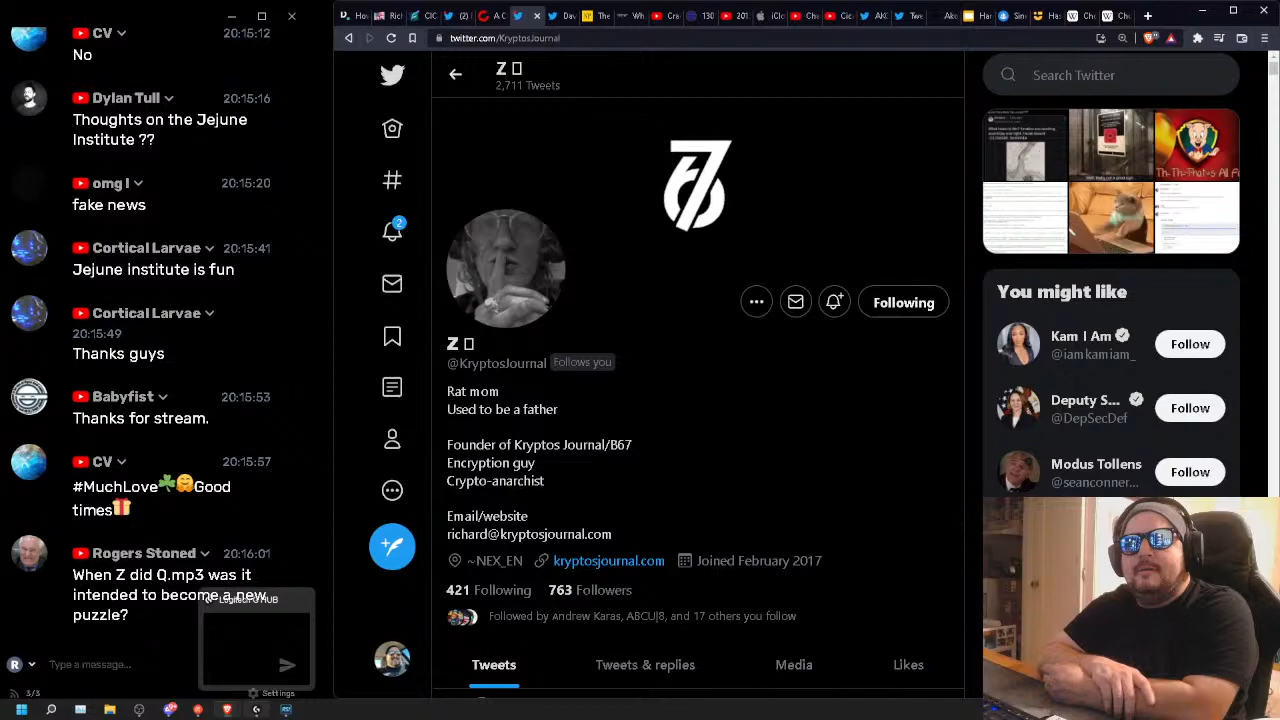 CV
20:15:12
No
Dylan Tull
20:15:16
Thoughts on the Jejune
Institute ??
omg !
20:15:20
fake news
Cortical Larvae
20:15:41
Jejune Institute is fun
Cortical Larvae
20:15:49
Thanks guys
Babyfist
20:15:53
Thanks for stream.
CV
20:15:57
#MuchLove☘🤗Good
times🎁
Rogers Stoned
20:16:01
When Z did Q.mp3 was it
intended to become a new
puzzle?
Logitech G HUB
R
Type a message...
3/3
Settings
twitter.com/KryptosJournal
Z
2,711 Tweets
2
Following
Z
@KryptosJournal Follows you
Rat mom
Used to be a father
Founder of Kryptos Journal/B67
Encryption guy
Crypto-anarchist
Email/website
richard@kryptosjournal.com
~NEX_EN kryptosjournal.com Joined February 2017
421 Following 763 Followers
Followed by Andrew Karas, ABCU|8, and 17 others you follow
Tweets
Tweets & replies
Media
Likes
Search Twitter
You might like
Kam I Am
@iamkamiam_
Follow
Deputy S...
@DepSecDef
Follow
Modus Tollens
@seanconner...
Follow